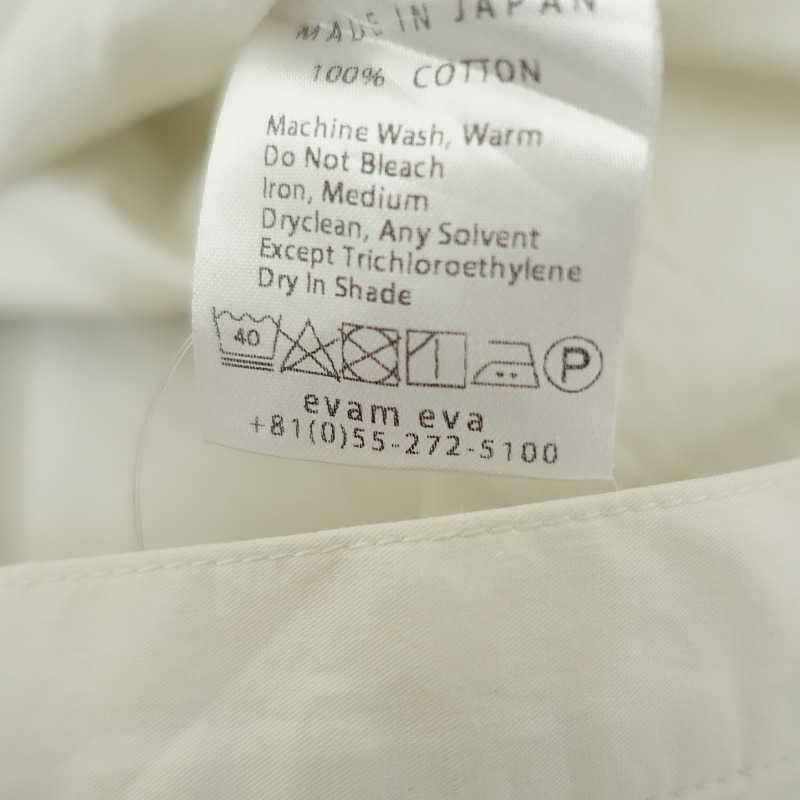 MADE IN JAPAN
100% COTTON
Machine Wash, Warm
Do Not Bleach
Iron, Medium
Dryclean, Any Solvent
Except Trichloroethylene
Dry In Shade
40 P
evam eva
+81(0)55-272-5100